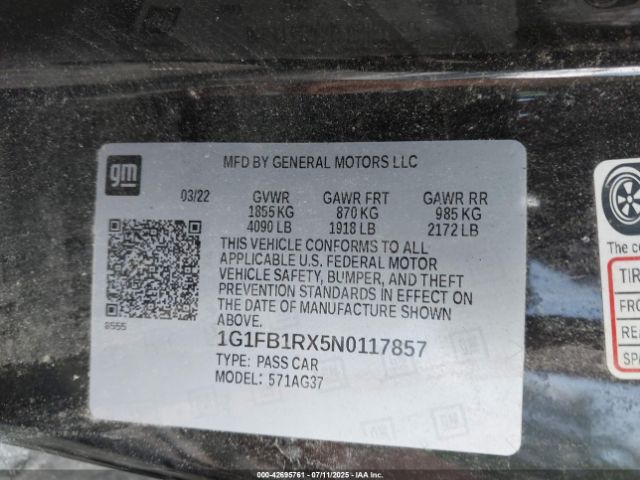 gm
MFD BY GENERAL MOTORS LLC
03/22 GVWR GAWR FRT GAWR RR
1855 KG 870 KG 985 KG
4090 LB 1918 LB 2172 LB
THIS VEHICLE CONFORMS TO ALL
APPLICABLE U.S. FEDERAL MOTOR
VEHICLE SAFETY, BUMPER, AND THEFT
PREVENTION STANDARDS IN EFFECT ON
THE DATE OF MANUFACTURE SHOWN
ABOVE.
8555
1G1FB1RX5N0117857
TYPE: PASS CAR
MODEL: 571AG37
The
TIR
FRO
REA
SPA
000-42695761 - 07/11/2025 - IAAI.COM